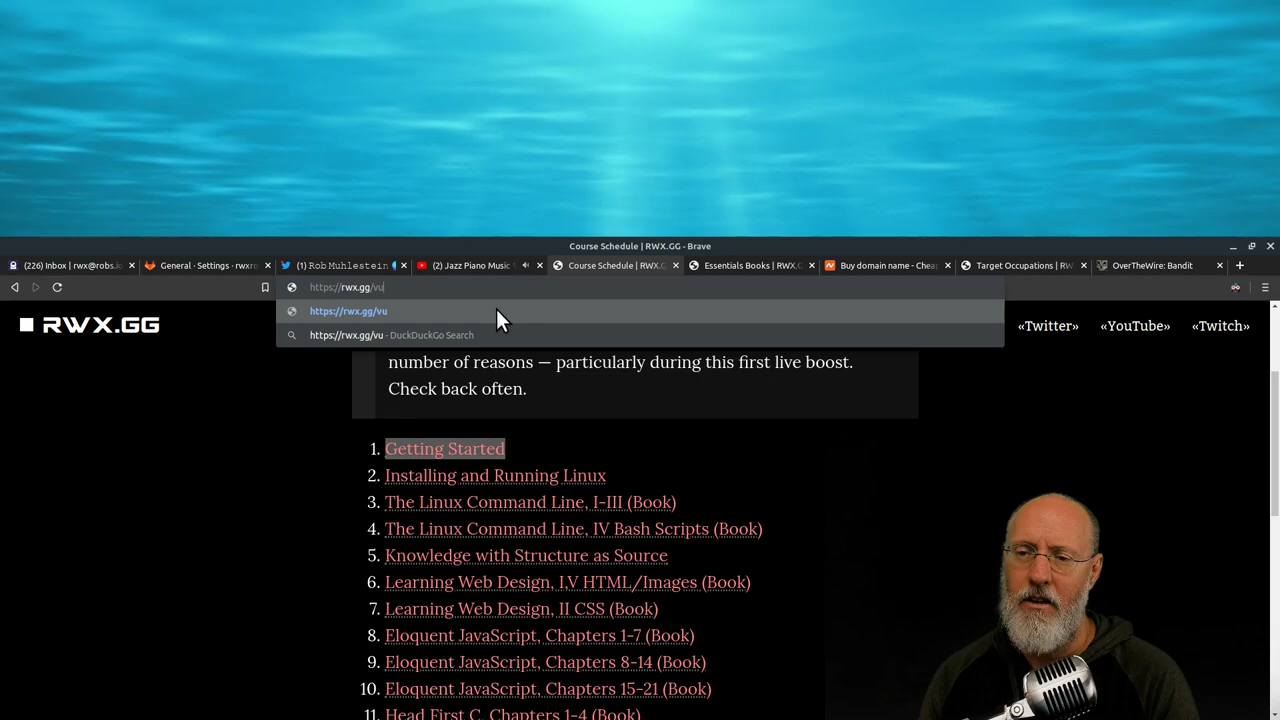 Course Schedule | RWX.GG - Brave
(226) Inbox | rwx@robs.io
General · Settings · rwxro
(1) Rob Muhlestein
(2) Jazz Piano Music
Course Schedule | RWX.G
Essentials Books | RWX.G
Buy domain name - Cheap
Target Occupations | RW
OverTheWire: Bandit
https://rwx.gg/vu
https://rwx.gg/vu
https://rwx.gg/vu - DuckDuckGo Search
RWX.GG
«Twitter» «YouTube» «Twitch»
number of reasons — particularly during this first live boost.
Check back often.
1. Getting Started
2. Installing and Running Linux
3. The Linux Command Line, I-III (Book)
4. The Linux Command Line, IV Bash Scripts (Book)
5. Knowledge with Structure as Source
6. Learning Web Design, I,V HTML/Images (Book)
7. Learning Web Design, II CSS (Book)
8. Eloquent JavaScript, Chapters 1-7 (Book)
9. Eloquent JavaScript, Chapters 8-14 (Book)
10. Eloquent JavaScript, Chapters 15-21 (Book)
11. Head First C, Chapters 1-4 (Book)